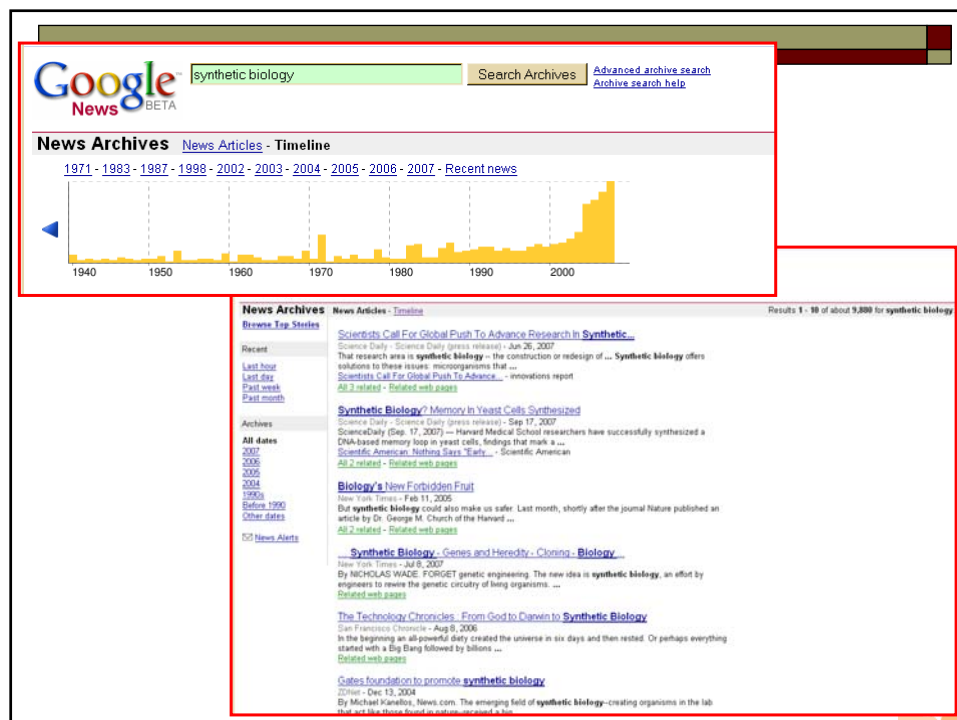 Google
News BETA
synthetic biology
Search Archives
Advanced archive search
Archive search help
News Archives News Articles - Timeline
1971 - 1983 - 1987 - 1998 - 2002 - 2003 - 2004 - 2005 - 2006 - 2007 - Recent news
1940 1950 1960 1970 1980 1990 2000
News Archives News Articles - Timeline Results 1 - 10 of about 9,800 for synthetic biology
Browse Top Stories
Recent
Last hour
Last day
Past week
Past month
Archives
All dates
2007
2006
2005
2004
1990s
Before 1990
Other dates
News Alerts
Scientists Call For Global Push To Advance Research In Synthetic...
Science Daily - Science Daily (press release) - Jun 26, 2007
That research area is synthetic biology -- the construction or redesign of ... Synthetic biology offers
solutions to these issues: microorganisms that ...
Scientists Call For Global Push To Advance... - innovations report
All 3 related - Related web pages
Synthetic Biology? Memory In Yeast Cells Synthesized
Science Daily - Science Daily (press release) - Sep 17, 2007
ScienceDaily (Sep. 17, 2007) — Harvard Medical School researchers have successfully synthesized a
DNA-based memory loop in yeast cells, findings that mark a ...
Scientific American: Nothing Says "Early... - Scientific American
All 2 related - Related web pages
Biology's New Forbidden Fruit
New York Times - Feb 11, 2005
But synthetic biology could also make us safer. Last month, shortly after the journal Nature published an
article by Dr. George M. Church of the Harvard ...
All 2 related - Related web pages
... Synthetic Biology - Genes and Heredity - Cloning - Biology ...
New York Times - Jul 8, 2007
By NICHOLAS WADE. FORGET genetic engineering. The new idea is synthetic biology, an effort by
engineers to rewire the genetic circuitry of living organisms. ...
Related web pages
The Technology Chronicles : From God to Darwin to Synthetic Biology
San Francisco Chronicle - Aug 8, 2006
In the beginning an all-powerful diety created the universe in six days and then rested. Or perhaps everything
started with a Big Bang followed by billions ...
Related web pages
Gates foundation to promote synthetic biology
ZDNet - Dec 13, 2004
By Michael Kanellos, News.com. The emerging field of synthetic biology--creating organisms in the lab
that act like those found in nature--received a big